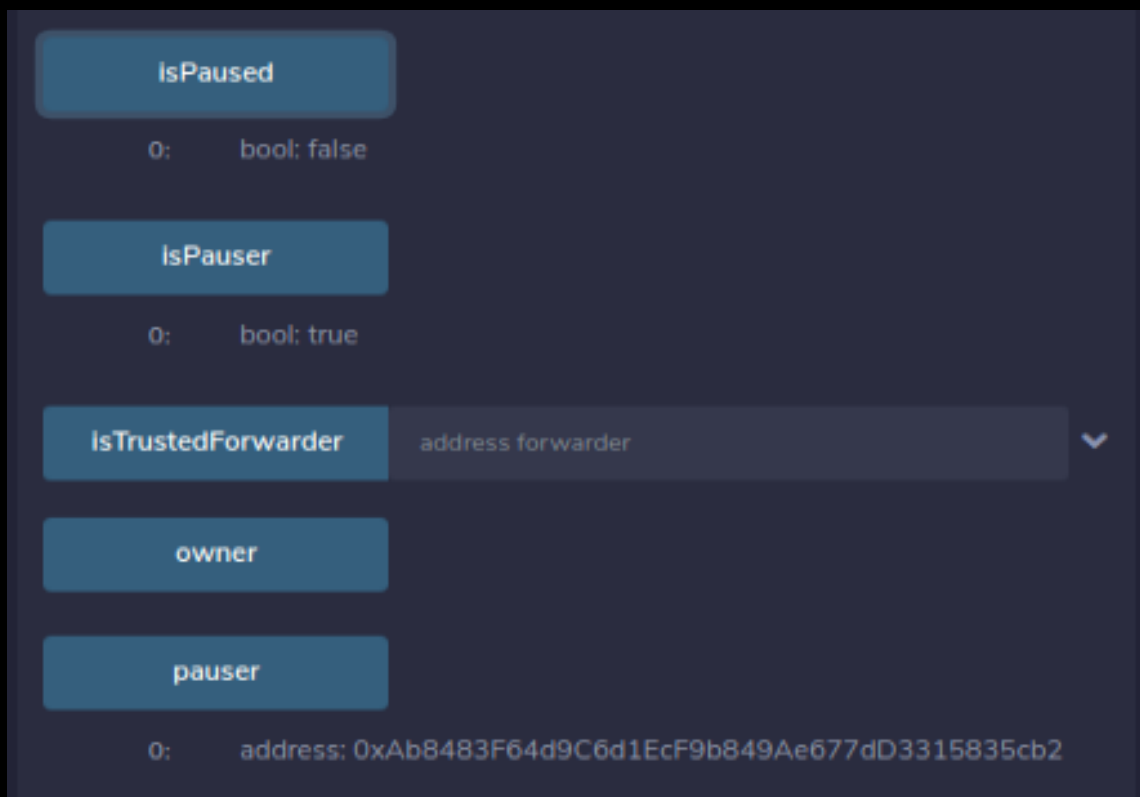 isPaused
0: bool: false
isPauser
0: bool: true
isTrustedForwarder address forwarder
owner
pauser
0: address: 0xAb8483F64d9C6d1EcF9b849Ae677dD3315835cb2